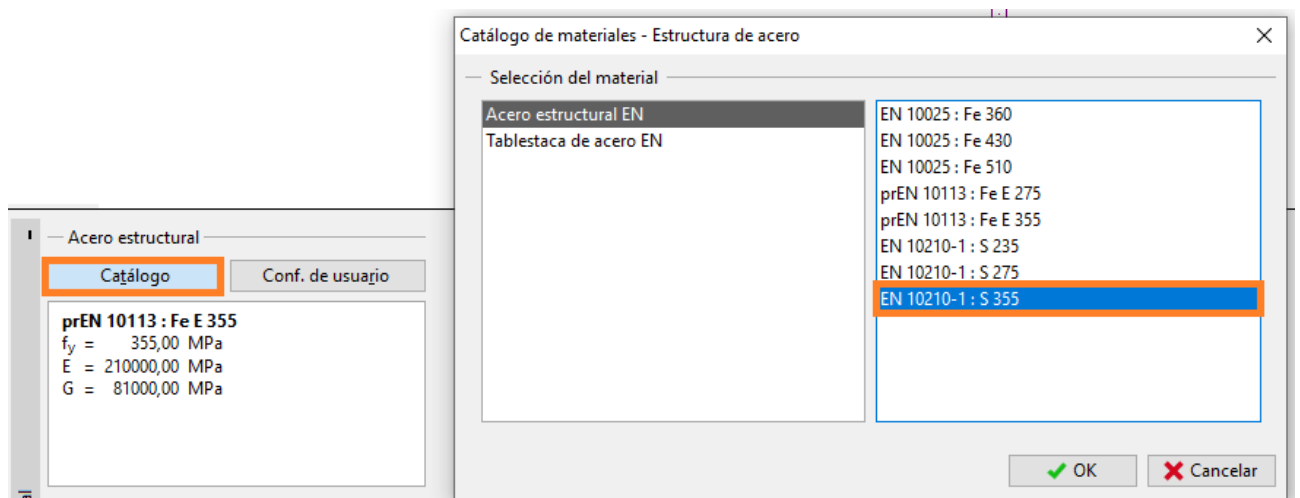 Catálogo de materiales - Estructura de acero
Selección del material
Acero estructural EN
Tablestaca de acero EN
EN 10025 : Fe 360
EN 10025 : Fe 430
EN 10025 : Fe 510
prEN 10113 : Fe E 275
prEN 10113 : Fe E 355
EN 10210-1 : S 235
EN 10210-1 : S 275
EN 10210-1 : S 355
OK
Cancelar
Acero estructural
Catálogo
Conf. de usuario
prEN 10113 : Fe E 355
fy = 355,00 MPa
E = 210000,00 MPa
G = 81000,00 MPa